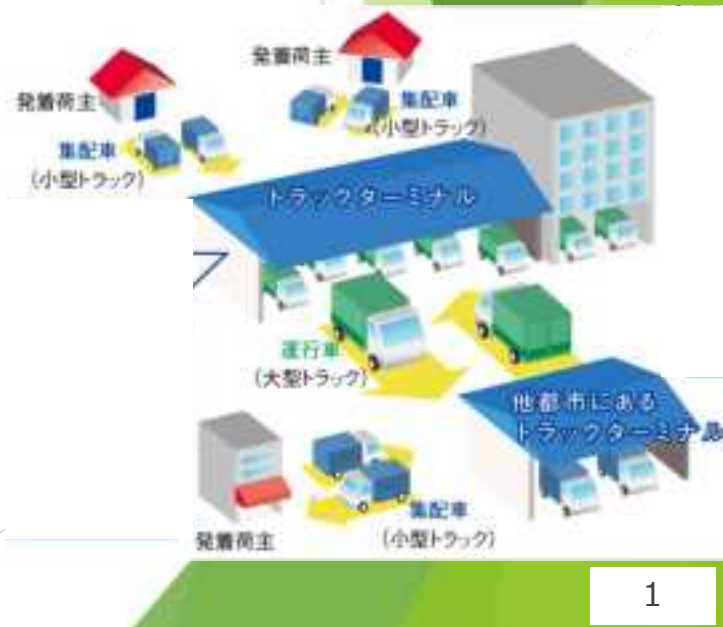 発着荷主
集配車
(小型トラック)
発着荷主
集配車
(小型トラック)
トラックターミナル
運行車
(大型トラック)
他都市にある
トラックターミナル
発着荷主
集配車
(小型トラック)
1